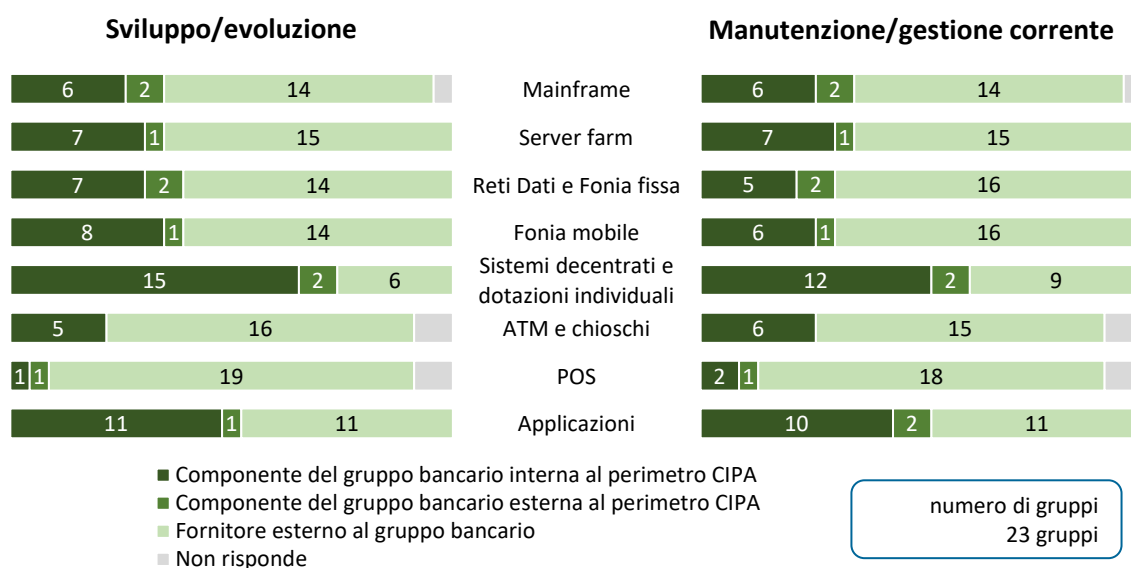 Sviluppo/evoluzione
Manutenzione/gestione corrente
6 2 14 Mainframe 6 2 14
7 1 15 Server farm 7 1 15
7 2 14 Reti Dati e Fonia fissa 5 2 16
8 1 14 Fonia mobile 6 1 16
15 2 6 Sistemi decentrati e
dotazioni individuali 12 2 9
5 16 ATM e chioschi 6 15
1 1 19 POS 2 1 18
11 1 11 Applicazioni 10 2 11
Componente del gruppo bancario interna al perimetro CIPA
Componente del gruppo bancario esterna al perimetro CIPA
Fornitore esterno al gruppo bancario
Non risponde
numero di gruppi
23 gruppi